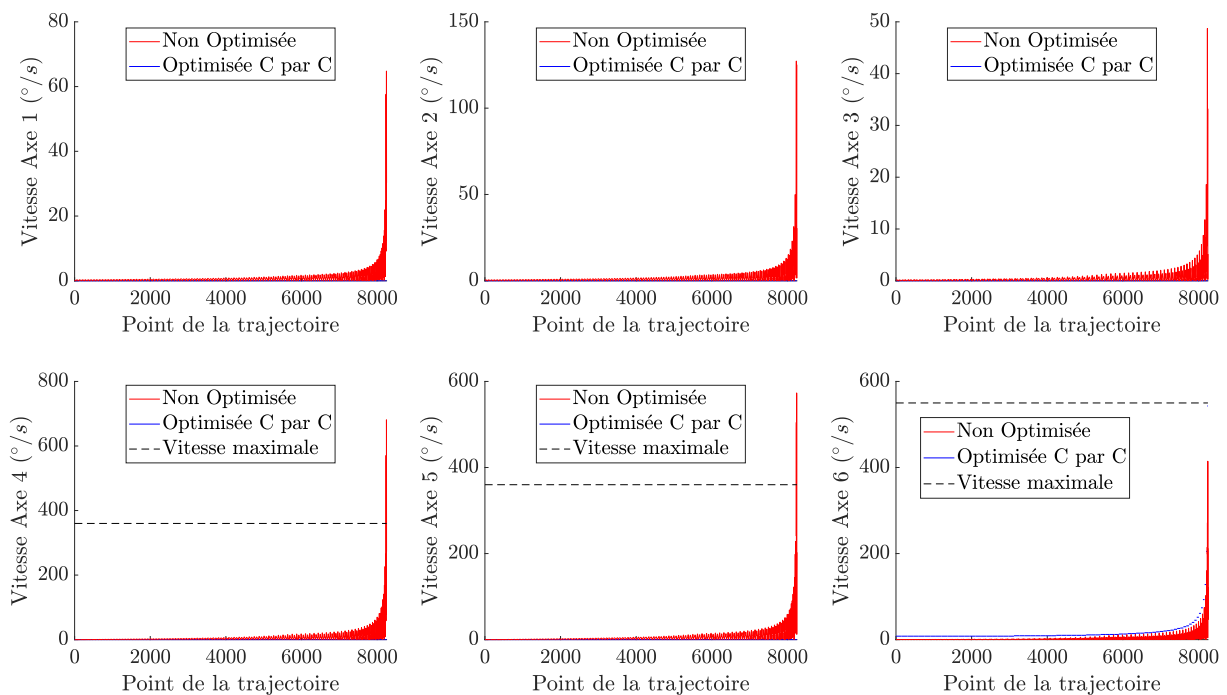 Vitesse Axe 1 (°/s)
80
60
40
20
0
Non Optimisée
Optimisée C par C
0 2000 4000 6000 8000
Point de la trajectoire
Vitesse Axe 2 (°/s)
150
100
50
0
Non Optimisée
Optimisée C par C
0 2000 4000 6000 8000
Point de la trajectoire
Vitesse Axe 3 (°/s)
50
40
30
20
10
0
Non Optimisée
Optimisée C par C
0 2000 4000 6000 8000
Point de la trajectoire
Vitesse Axe 4 (°/s)
800
600
400
200
0
Non Optimisée
Optimisée C par C
Vitesse maximale
0 2000 4000 6000 8000
Point de la trajectoire
Vitesse Axe 5 (°/s)
600
400
200
0
Non Optimisée
Optimisée C par C
Vitesse maximale
0 2000 4000 6000 8000
Point de la trajectoire
Vitesse Axe 6 (°/s)
600
400
200
0
Non Optimisée
Optimisée C par C
Vitesse maximale
0 2000 4000 6000 8000
Point de la trajectoire